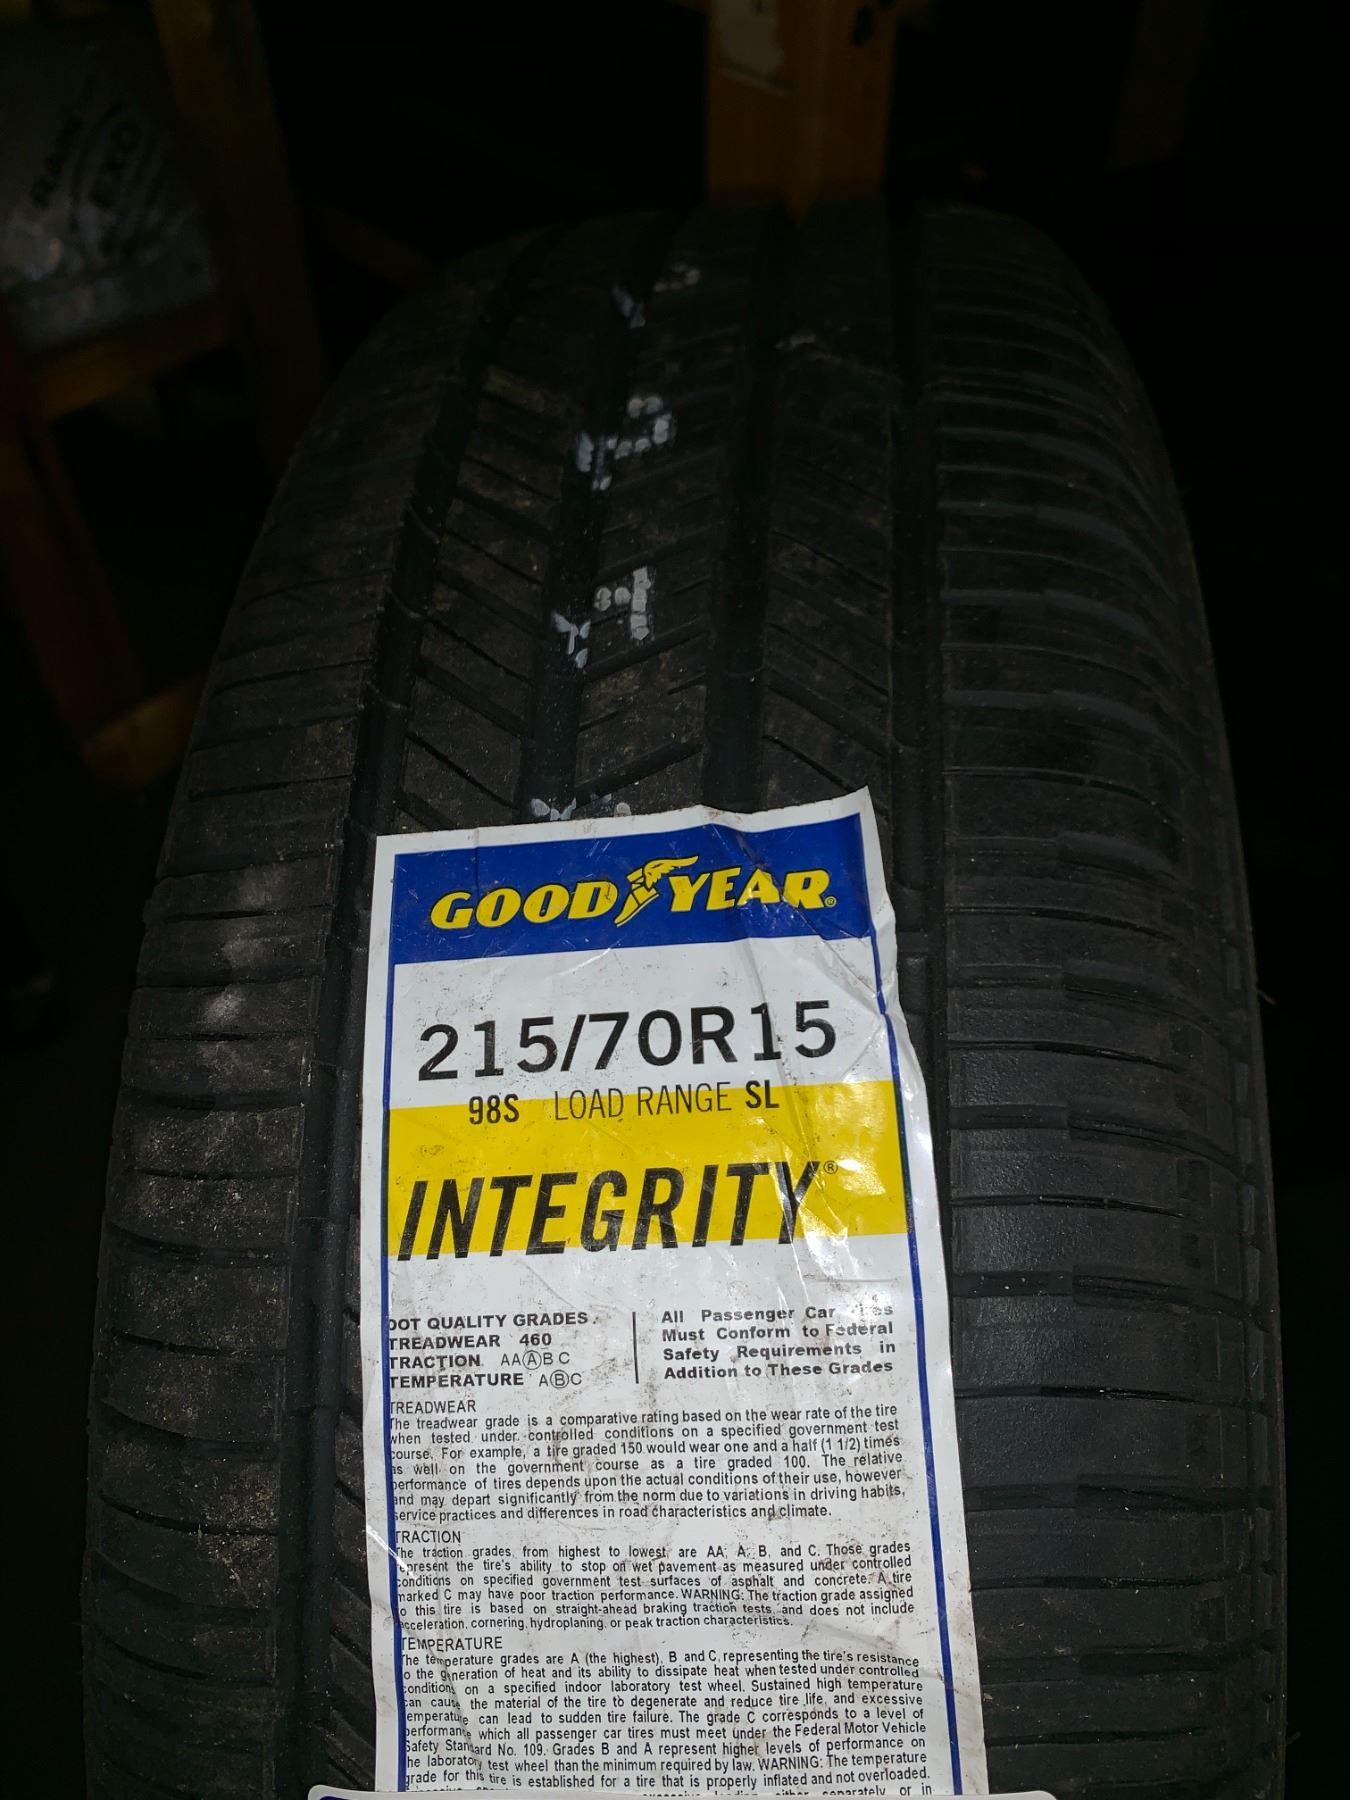 GOODYEAR®
215/70R15
98S LOAD RANGE SL
INTEGRITY®
DOT QUALITY GRADES
TREADWEAR 460
TRACTION AA A B C
TEMPERATURE A B C
All Passenger Car Tires
Must Conform to Federal
Safety Requirements in
Addition to These Grades
TREADWEAR
The treadwear grade is a comparative rating based on the wear rate of the tire
when tested under controlled conditions on a specified government test
course. For example, a tire graded 150 would wear one and a half (1 1/2) times
as well on the government course as a tire graded 100. The relative
performance of tires depends upon the actual conditions of their use, however
and may depart significantly from the norm due to variations in driving habits,
service practices and differences in road characteristics and climate.
TRACTION
The traction grades, from highest to lowest, are AA, A, B, and C. Those grades
represent the tire's ability to stop on wet pavement as measured under controlled
conditions on specified government test surfaces of asphalt and concrete. A tire
marked C may have poor traction performance. WARNING: The traction grade assigned
to this tire is based on straight-ahead braking traction tests, and does not include
acceleration, cornering, hydroplaning, or peak traction characteristics.
TEMPERATURE
The temperature grades are A (the highest), B and C, representing the tire's resistance
to the generation of heat and its ability to dissipate heat when tested under controlled
conditions on a specified indoor laboratory test wheel. Sustained high temperature
can cause the material of the tire to degenerate and reduce tire life, and excessive
temperature can lead to sudden tire failure. The grade C corresponds to a level of
performance which all passenger car tires must meet under the Federal Motor Vehicle
Safety Standard No. 109. Grades B and A represent higher levels of performance on
the laboratory test wheel than the minimum required by law. WARNING: The temperature
grade for this tire is established for a tire that is properly inflated and not overloaded.
either separately or in